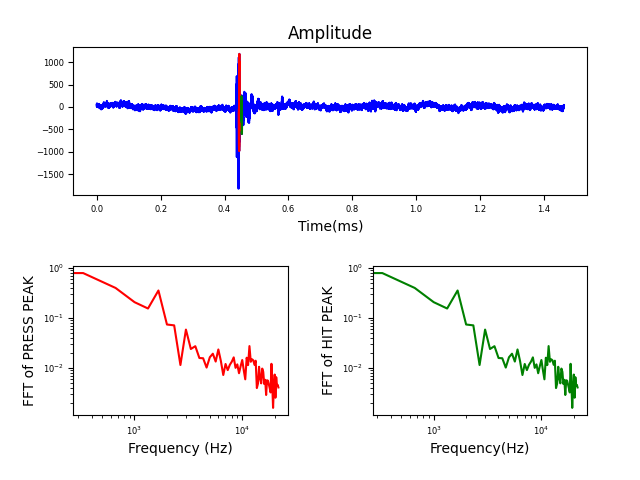 Amplitude
1000
500
0
−500
−1000
−1500
0.0 0.2 0.4 0.6 0.8 1.0 1.2 1.4
Time(ms)
FFT of PRESS PEAK
10⁰
10⁻¹
10⁻²
10³ 10⁴
Frequency (Hz)
FFT of HIT PEAK
10⁰
10⁻¹
10⁻²
10³ 10⁴
Frequency(Hz)